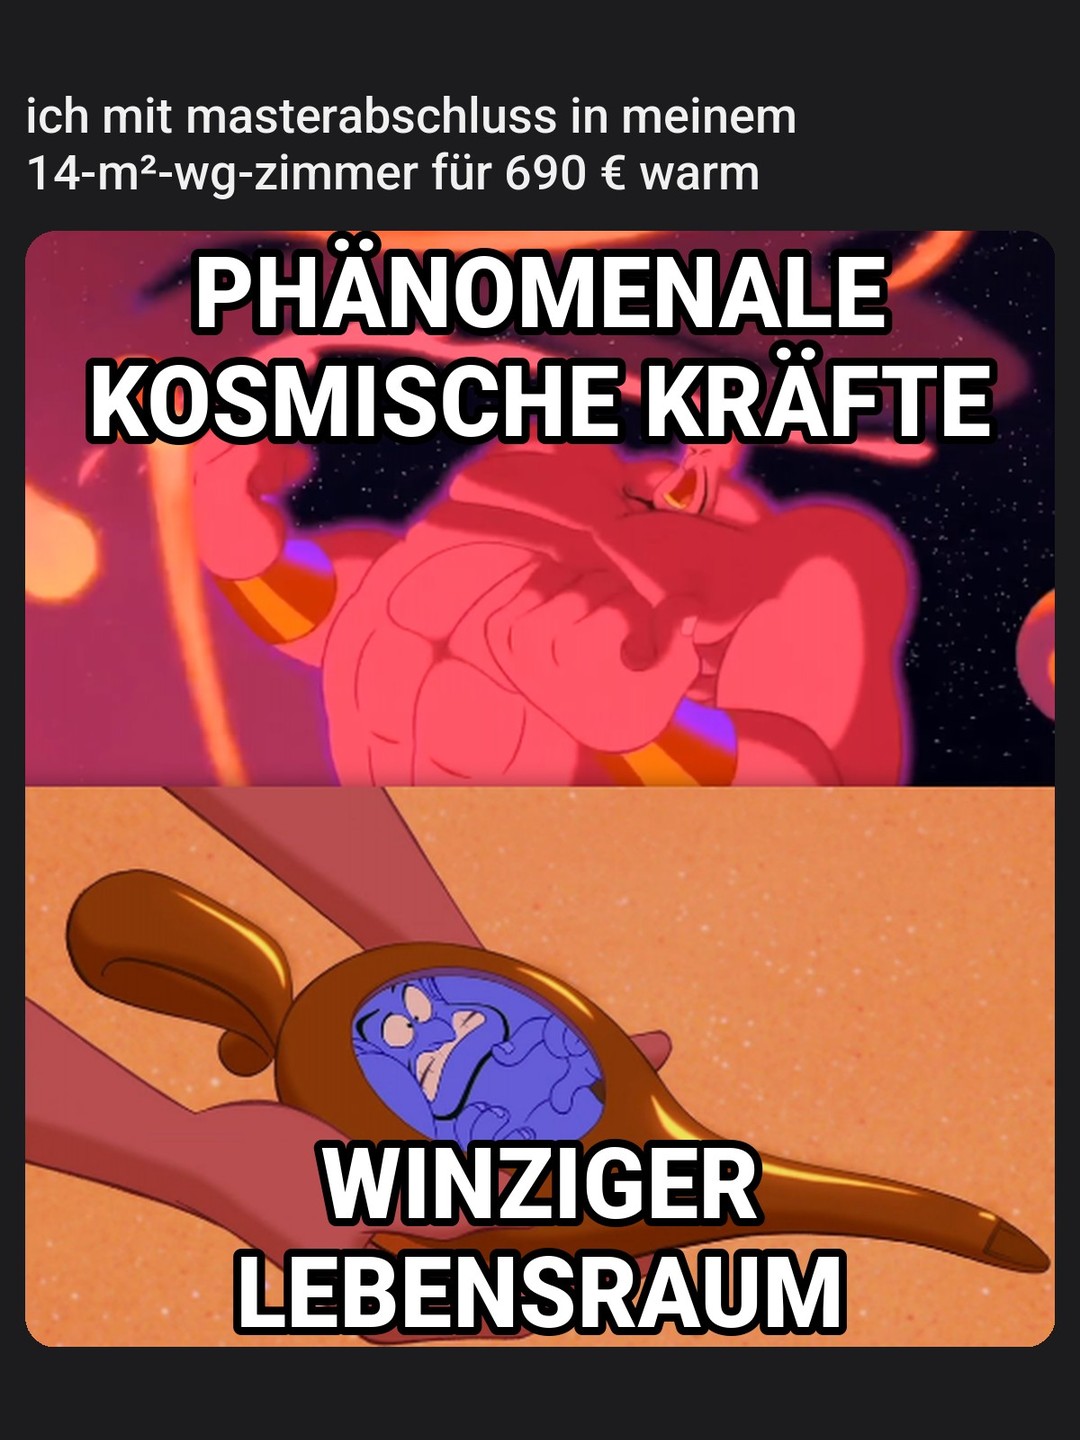 ich mit masterabschluss in meinem
14-m²-wg-zimmer für 690 € warm
PHÄNOMENALE
KOSMISCHE KRÄFTE
WINZIGER
LEBENSRAUM